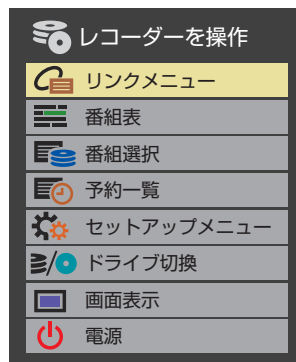 レコーダーを操作
リンクメニュー
番組表
番組選択
予約一覧
セットアップメニュー
ドライブ切換
画面表示
電源